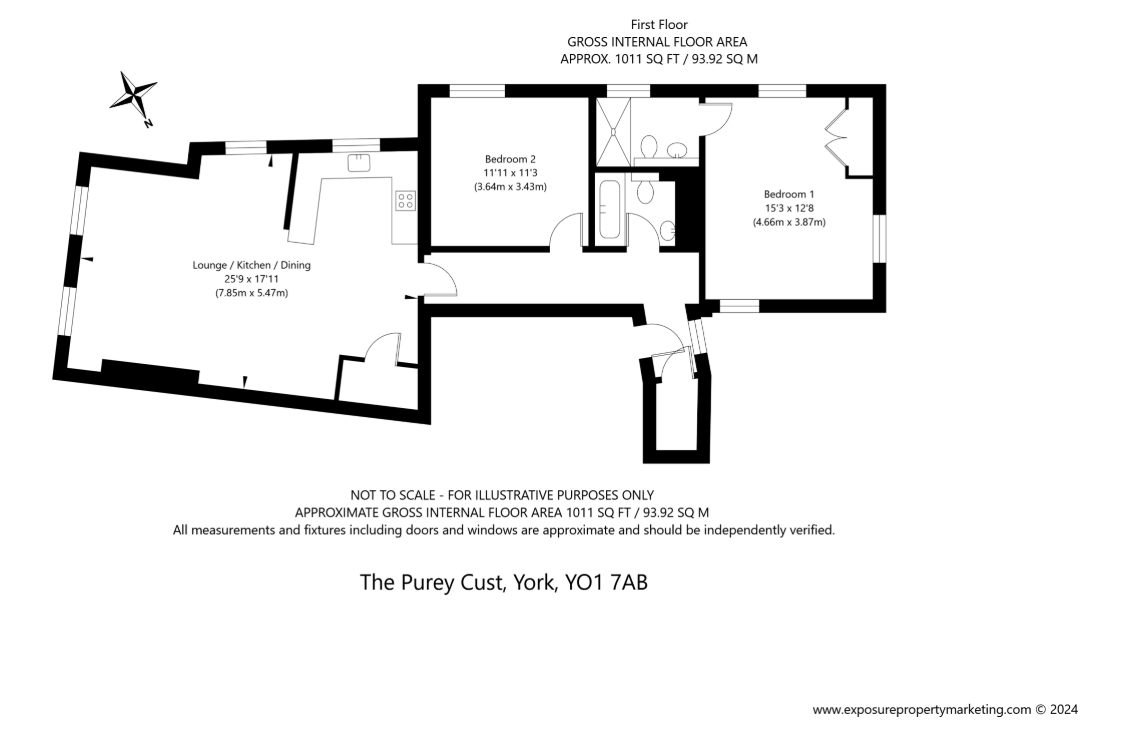 First Floor
GROSS INTERNAL FLOOR AREA
APPROX. 1011 SQ FT / 93.92 SQ M
N
Bedroom 2
11'11 x 11'3
(3.64m x 3.43m)
Bedroom 1
15'3 x 12'8
(4.66m x 3.87m)
Lounge / Kitchen / Dining
25'9 x 17'11
(7.85m x 5.47m)
NOT TO SCALE - FOR ILLUSTRATIVE PURPOSES ONLY
APPROXIMATE GROSS INTERNAL FLOOR AREA 1011 SQ FT / 93.92 SQ M
All measurements and fixtures including doors and windows are approximate and should be independently verified.
The Purey Cust, York, YO1 7AB
www.exposurepropertymarketing.com © 2024